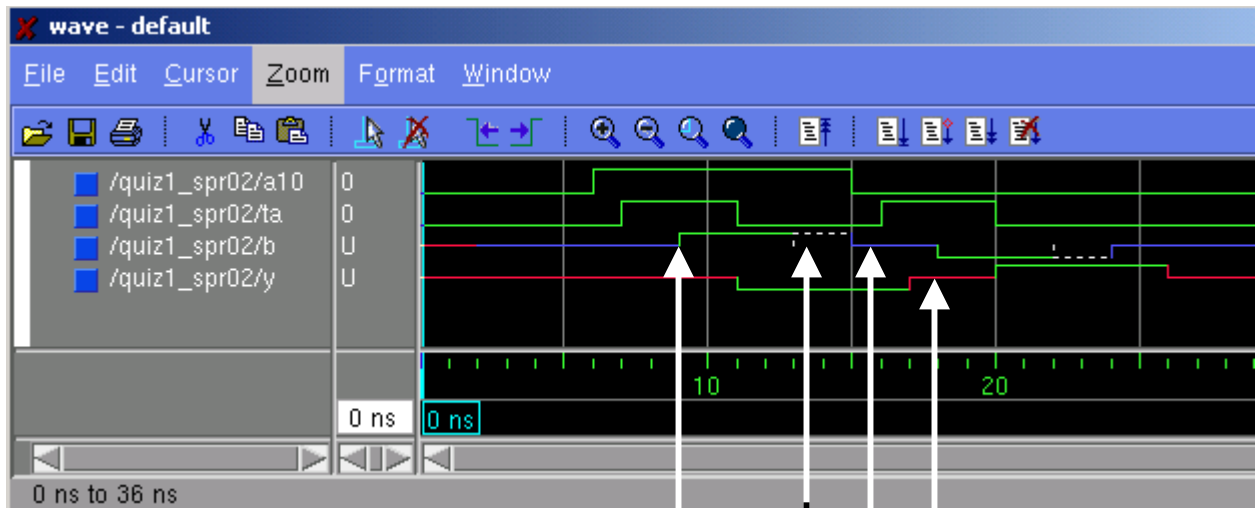 wave - default
File Edit Cursor Zoom Format Window
/quiz1_spr02/a10 0
/quiz1_spr02/ta 0
/quiz1_spr02/b U
/quiz1_spr02/y U
10 20
0 ns 0 ns
0 ns to 36 ns